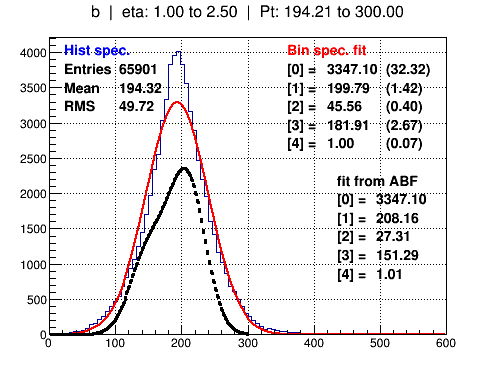 b | eta: 1.00 to 2.50 | Pt: 194.21 to 300.00
Hist spec.
Entries 65901
Mean 194.32
RMS 49.72
Bin spec. fit
[0] = 3347.10 (32.32)
[1] = 199.79 (1.42)
[2] = 45.56 (0.40)
[3] = 181.91 (2.67)
[4] = 1.00 (0.07)
fit from ABF
[0] = 3347.10
[1] = 208.16
[2] = 27.31
[3] = 151.29
[4] = 1.01
4000
3500
3000
2500
2000
1500
1000
500
0
0 100 200 300 400 500 600